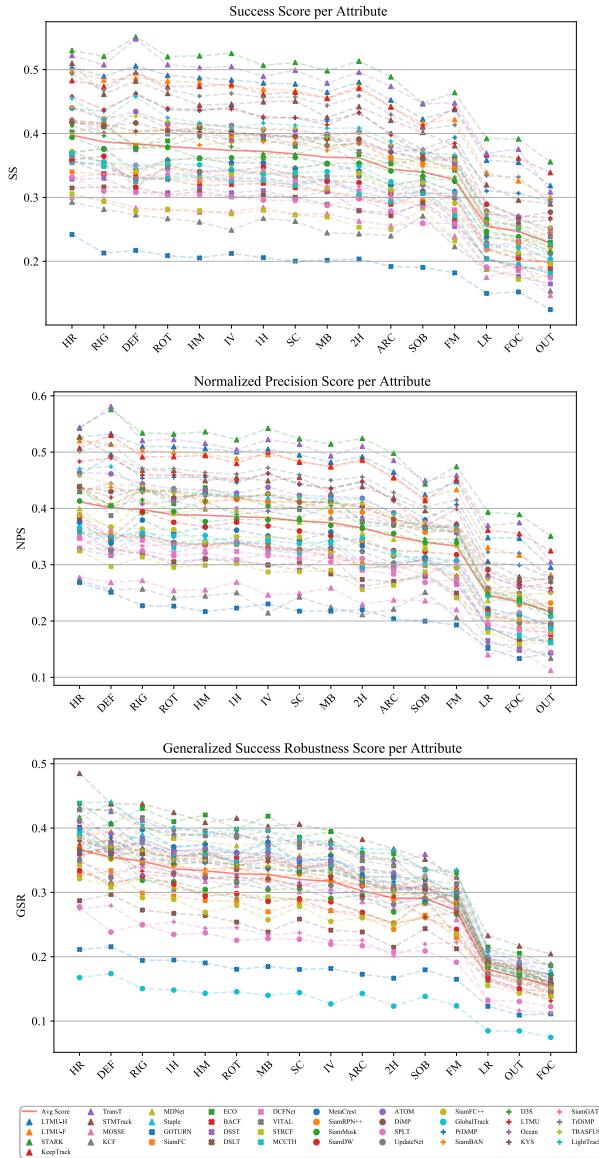 Success Score per Attribute
0.5
0.4
0.3
0.2
SS
HR RIG DEF ROT HM IV 1H SC MB 2H ARC SOB FM LR FOC OUT
Normalized Precision Score per Attribute
0.6
0.5
0.4
0.3
0.2
0.1
NPS
HR DEF RIG ROT HM 1H IV SC MB 2H ARC SOB FM LR FOC OUT
Generalized Success Robustness Score per Attribute
0.5
0.4
0.3
0.2
0.1
GSR
HR DEF RIG 1H HM ROT MB SC IV ARC 2H SOB FM LR OUT FOC
Avg Score TransT MDNet ECO DCFNet MetaCrest ATOM SiamFC++ D3S SiamGAT
LTMU-H STMTrack Staple BACF VITAL SiamRPN++ DiMP GlobalTrack LTMU TrDiMP
LTMU-F MOSSE GOTURN DSST STRCF SiamMask SPLT PrDiMP Ocean TRASFUS
STARK KCF SiamFC DSLT MCCTH SiamDW UpdateNet SiamBAN KYS LightTrack
KeepTrack